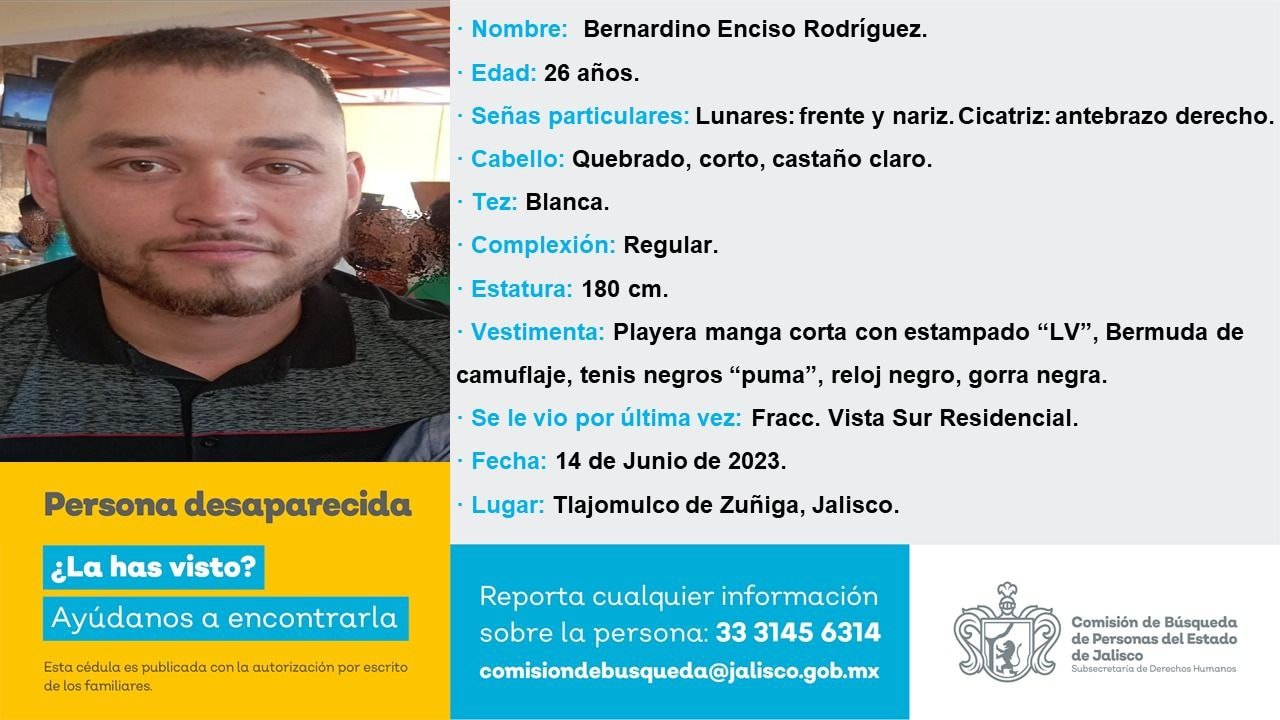 · Nombre: Bernardino Enciso Rodríguez.
· Edad: 26 años.
· Señas particulares: Lunares: frente y nariz. Cicatriz: antebrazo derecho.
· Cabello: Quebrado, corto, castaño claro.
· Tez: Blanca.
· Complexión: Regular.
· Estatura: 180 cm.
· Vestimenta: Playera manga corta con estampado “LV”, Bermuda de
camuflaje, tenis negros “puma”, reloj negro, gorra negra.
· Se le vio por última vez: Fracc. Vista Sur Residencial.
· Fecha: 14 de Junio de 2023.
· Lugar: Tlajomulco de Zuñiga, Jalisco.
Persona desaparecida
¿La has visto?
Ayúdanos a encontrarla
Esta cédula es publicada con la autorización por escrito
de los familiares.
Reporta cualquier información
sobre la persona: 33 3145 6314
comisiondebusqueda@jalisco.gob.mx
Comisión de Búsqueda
de Personas del Estado
de Jalisco
Subsecretaría de Derechos Humanos